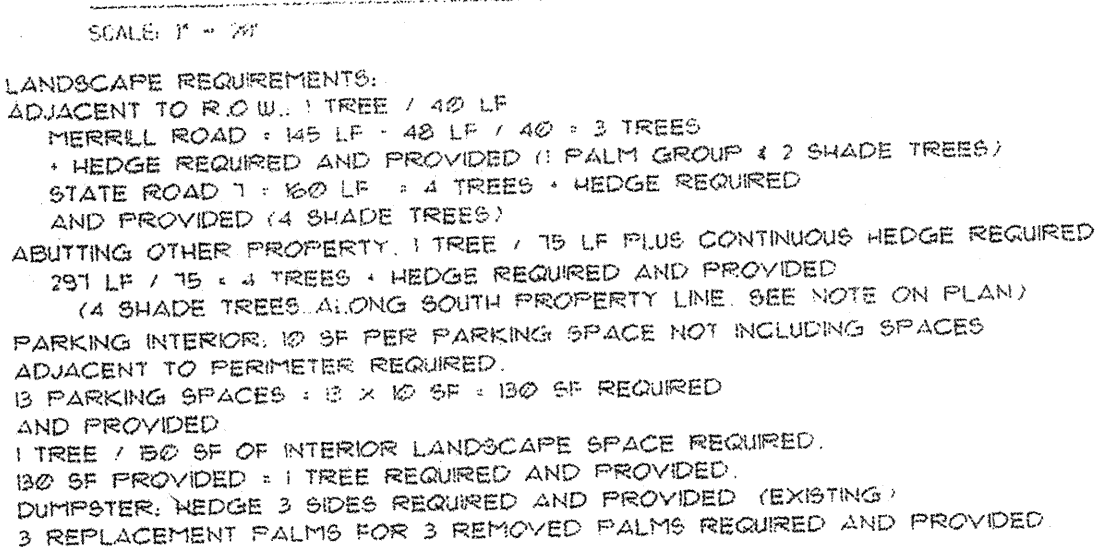 SCALE: 1" =
LANDSCAPE REQUIREMENTS:
ADJACENT TO R.O.W.: 1 TREE / 40 LF
MERRILL ROAD = 145 LF - 48 LF / 40 = 3 TREES
+ HEDGE REQUIRED AND PROVIDED (1 PALM GROUP & 2 SHADE TREES)
STATE ROAD 7 = 160 LF = 4 TREES + HEDGE REQUIRED
AND PROVIDED (4 SHADE TREES)
ABUTTING OTHER PROPERTY. 1 TREE / 75 LF PLUS CONTINUOUS HEDGE REQUIRED
297 LF / 75 = 4 TREES + HEDGE REQUIRED AND PROVIDED
(4 SHADE TREES ALONG SOUTH PROPERTY LINE. SEE NOTE ON PLAN)
PARKING INTERIOR: 10 SF PER PARKING SPACE NOT INCLUDING SPACES
ADJACENT TO PERIMETER REQUIRED.
13 PARKING SPACES = 13 X 10 SF = 130 SF REQUIRED
AND PROVIDED
1 TREE / 150 SF OF INTERIOR LANDSCAPE SPACE REQUIRED.
130 SF PROVIDED = 1 TREE REQUIRED AND PROVIDED.
DUMPSTER: HEDGE 3 SIDES REQUIRED AND PROVIDED (EXISTING)
3 REPLACEMENT PALMS FOR 3 REMOVED PALMS REQUIRED AND PROVIDED